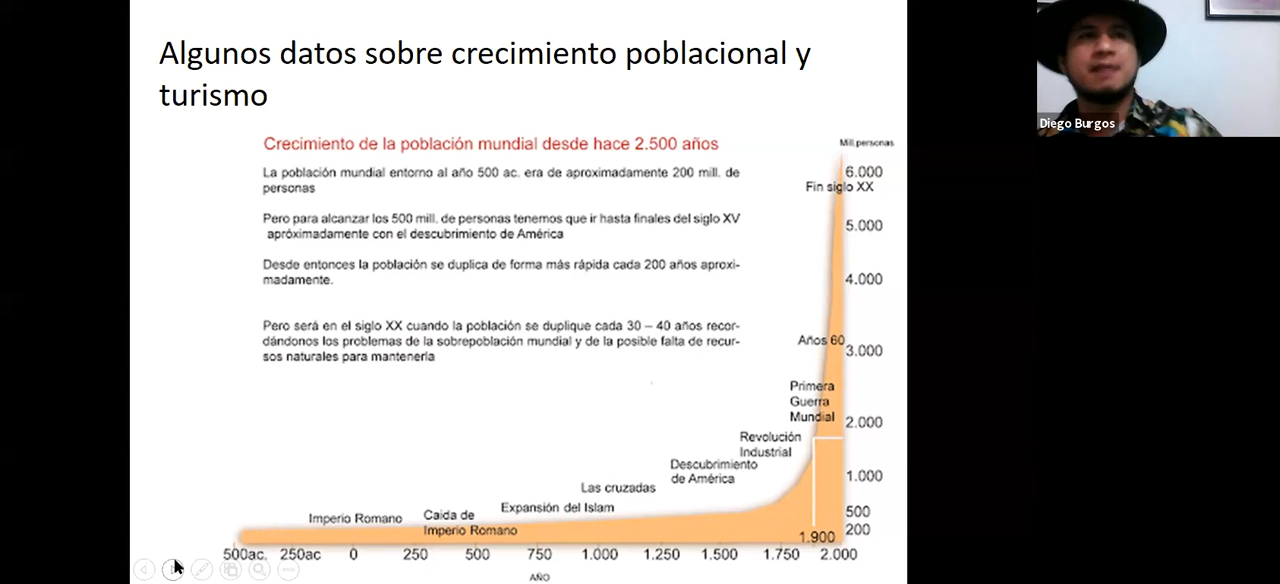 Algunos datos sobre crecimiento poblacional y
turismo
Diego Burgos
Crecimiento de la población mundial desde hace 2.500 años
Mill.personas
La población mundial entorno al año 500 ac. era de aproximadamente 200 mill. de
personas
6.000
Fin siglo XX
Pero para alcanzar los 500 mill. de personas tenemos que ir hasta finales del siglo XV
apróximadamente con el descubrimiento de América
5.000
Desde entonces la población se duplica de forma más rápida cada 200 años aproxi-
madamente.
4.000
Pero será en el siglo XX cuando la población se duplique cada 30 – 40 años recor-
dándonos los problemas de la sobrepoblación mundial y de la posible falta de recur-
sos naturales para mantenerla
Años 60
3.000
Primera
Guerra
Mundial
2.000
Revolución
Industrial
Descubrimiento
de América
1.000
Las cruzadas
Expansión del Islam
500
Imperio Romano
Caida de
Imperio Romano
200
1.900
500ac. 250ac 0 250 500 750 1.000 1.250 1.500 1.750 2.000
AÑO